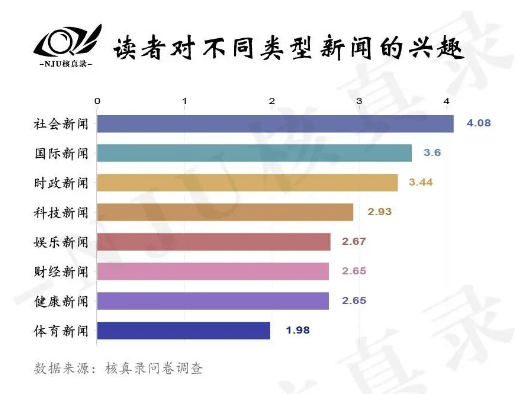 -NJU核真录-
读者对不同类型新闻的兴趣
0 1 2 3 4
社会新闻 4.08
国际新闻 3.6
时政新闻 3.44
科技新闻 2.93
娱乐新闻 2.67
财经新闻 2.65
健康新闻 2.65
体育新闻 1.98
数据来源：核真录问卷调查
-NJU核真录-